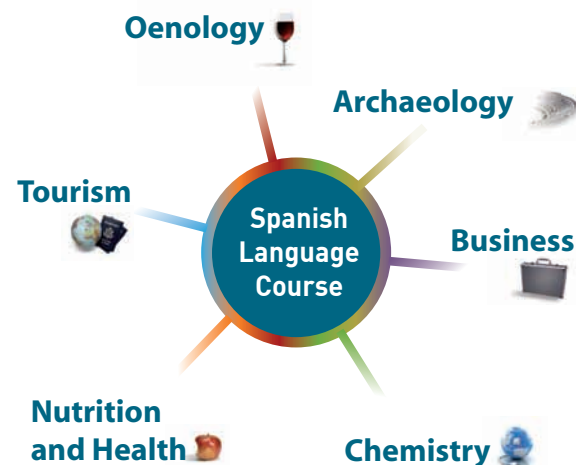 Oenology
Archaeology
Tourism
Spanish
Language
Course
Business
Nutrition
and Health
Chemistry